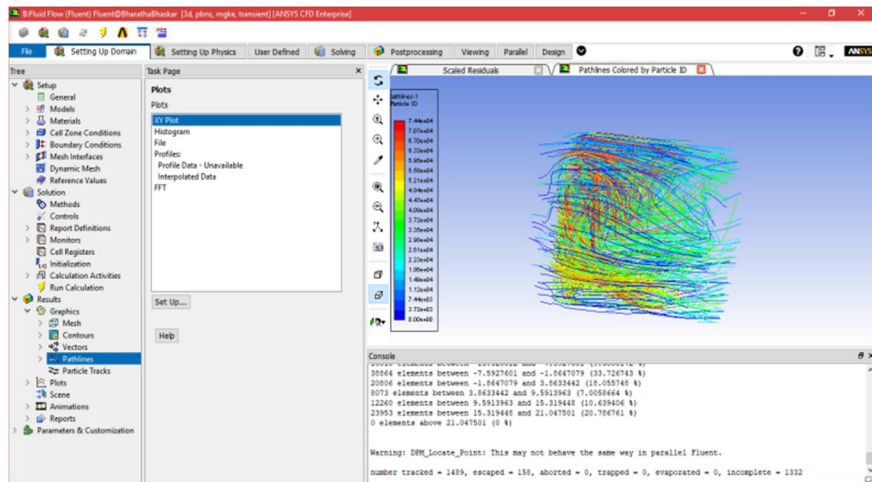 B:Fluid Flow (Fluent) Fluent@BharathaBhaskar [3d, pbns, rngke, transient] [ANSYS CFD Enterprise]
File
Setting Up Domain
Setting Up Physics
User Defined
Solving
Postprocessing
Viewing
Parallel
Design
ANSYS
Tree
Setup
General
Models
Materials
Cell Zone Conditions
Boundary Conditions
Mesh Interfaces
Dynamic Mesh
Reference Values
Solution
Methods
Controls
Report Definitions
Monitors
Cell Registers
Initialization
Calculation Activities
Run Calculation
Results
Graphics
Mesh
Contours
Vectors
Pathlines
Particle Tracks
Plots
Scene
Animations
Reports
Parameters & Customization
Task Page
Plots
Plots
XY Plot
Histogram
File
Profiles:
Profile Data - Unavailable
Interpolated Data
FFT
Set Up...
Help
Scaled Residuals
Pathlines Colored by Particle ID
pathlines-1
Particle ID
7.44e+04
7.07e+04
6.70e+04
6.33e+04
5.95e+04
5.58e+04
5.21e+04
4.84e+04
4.47e+04
4.09e+04
3.72e+04
3.35e+04
2.98e+04
2.61e+04
2.23e+04
1.86e+04
1.49e+04
1.12e+04
7.44e+03
3.72e+03
0.00e+00
Console
38864 elements between -7.5927601 and -1.8647079 (33.726743 %)
20806 elements between -1.8647079 and 3.8633442 (18.055748 %)
8073 elements between 3.8633442 and 9.5913963 (7.0058664 %)
12260 elements between 9.5913963 and 15.319448 (10.639406 %)
23953 elements between 15.319448 and 21.047501 (20.786761 %)
0 elements above 21.047501 (0 %)
Warning: DPM_Locate_Point: This may not behave the same way in parallel Fluent.
number tracked = 1489, escaped = 158, aborted = 0, trapped = 0, evaporated = 0, incomplete = 1332